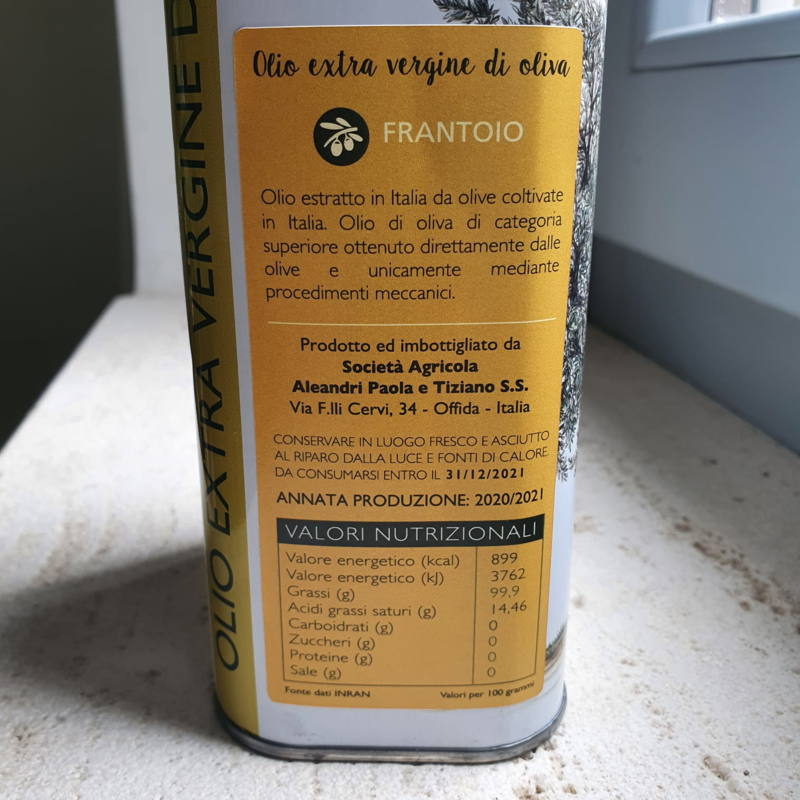 OLIO EXTRA VERGINE D
Olio extra vergine di oliva
FRANTOIO
Olio estratto in Italia da olive coltivate
in Italia. Olio di oliva di categoria
superiore ottenuto direttamente dalle
olive e unicamente mediante
procedimenti meccanici.
Prodotto ed imbottigliato da
Società Agricola
Aleandri Paola e Tiziano S.S.
Via F.lli Cervi, 34 - Offida - Italia
CONSERVARE IN LUOGO FRESCO E ASCIUTTO
AL RIPARO DALLA LUCE E FONTI DI CALORE.
DA CONSUMARSI ENTRO IL 31/12/2021
ANNATA PRODUZIONE: 2020/2021
VALORI NUTRIZIONALI
Valore energetico (kcal) 899
Valore energetico (kJ) 3762
Grassi (g) 99,9
Acidi grassi saturi (g) 14,46
Carboidrati (g) 0
Zuccheri (g) 0
Proteine (g) 0
Sale (g) 0
Fonte dati INRAN Valori per 100 grammi